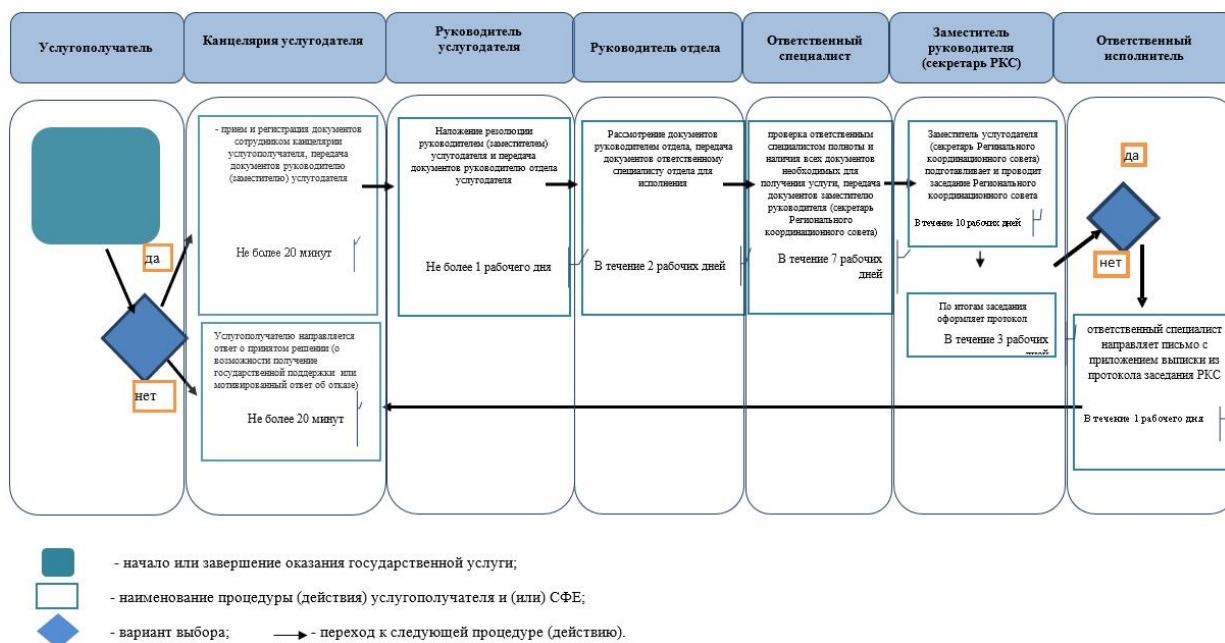 Услугополучатель
Канцелярия услугодателя
Руководитель
услугодателя
Руководитель отдела
Ответственный
специалист
Заместитель
руководителя
(секретарь РКС)
Ответственный
исполнитель
- прием и регистрация документов
сотрудником канцелярии
услугополучателя, передача
документов руководителю
(заместителю) услугодателя
Не более 20 минут
Наложение резолюции
руководителем (заместителем)
услугодателя и передача
документов руководителю отдела
услугодателя
Не более 1 рабочего дня
Рассмотрение документов
руководителем отдела, передача
документов ответственному
специалисту отдела для
исполнения
В течение 2 рабочих дней
проверка ответственным
специалистом полноты и
наличия всех документов
необходимых для
получения услуги, передача
документов заместителю
руководителя (секретарь
Регионального
координационного совета)
В течение 7 рабочих
дней
Заместитель услугодателя
(секретарь Регинального
координационного совета)
подготавливает и проводит
заседание Регионального
координационного совета
В течение 10 рабочих дней
да
нет
да
нет
Услугополучателю направляется
ответ о принятом решении (о
возможности получение
государственной поддержки или
мотивированный ответ об отказе)
Не более 20 минут
По итогам заседания
оформляет протокол
В течение 3 рабочих
дней
ответственный специалист
направляет письмо с
приложением выписки из
протокола заседания РКС
В течение 1 рабочего дня
- начало или завершение оказания государственной услуги;
- наименование процедуры (действия) услугополучателя и (или) СФЕ;
- вариант выбора;
- переход к следующей процедуре (действию).